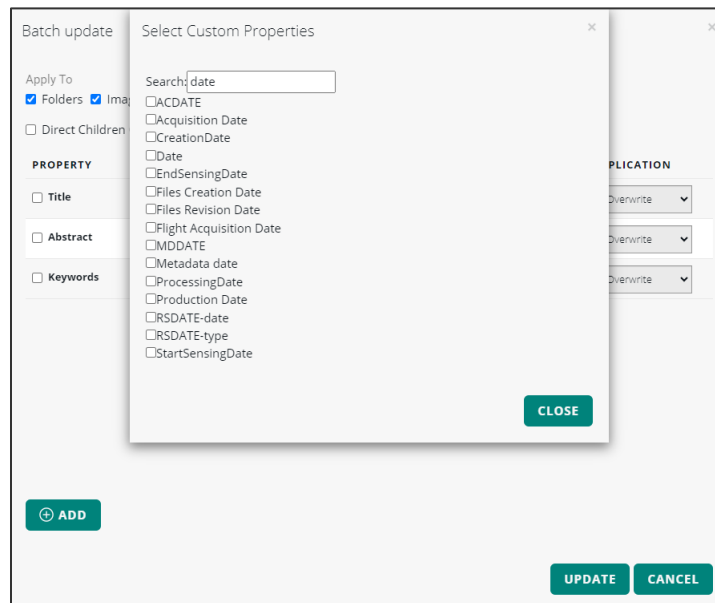 Batch update
Select Custom Properties
×
×
Apply To
Folders
Direct Children
Search:date
ACDATE
Acquisition Date
CreationDate
Date
EndSensingDate
Files Creation Date
Files Revision Date
Flight Acquisition Date
MDDATE
Metadata date
ProcessingDate
Production Date
RSDATE-date
RSDATE-type
StartSensingDate
CLOSE
PROPERTY
Title
Overwrite
Abstract
Overwrite
Keywords
Overwrite
ADD
UPDATE CANCEL